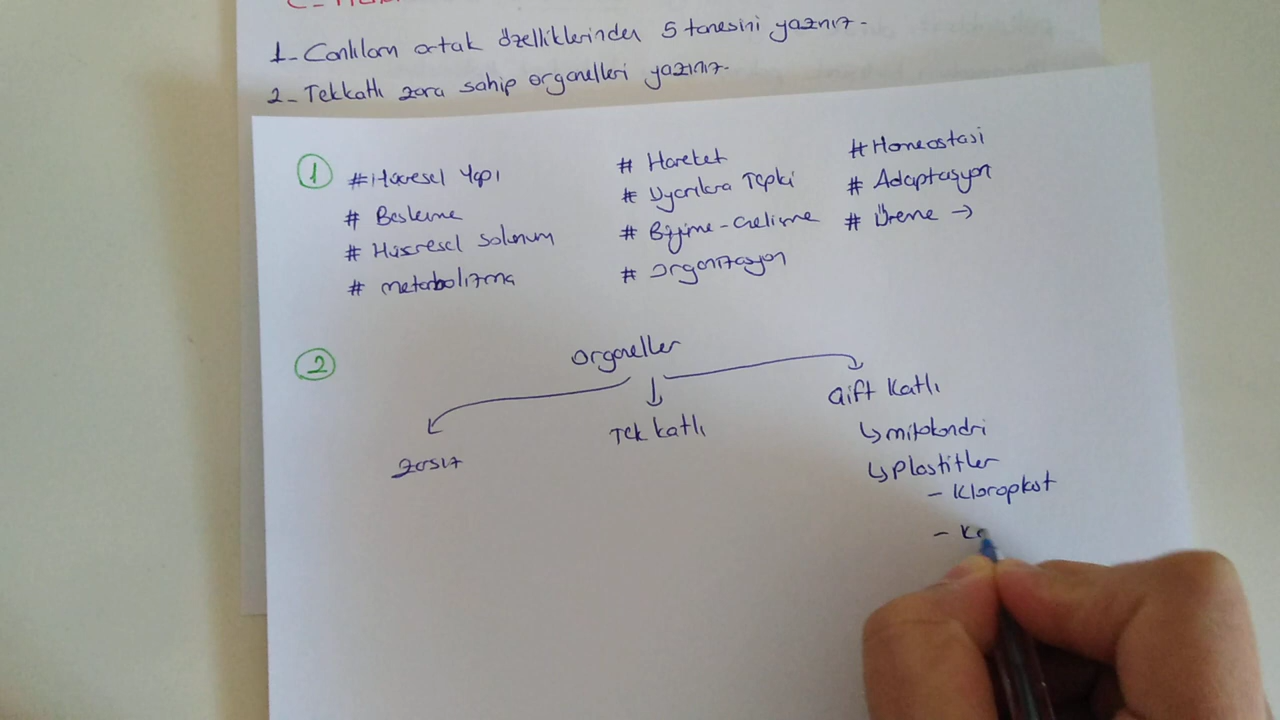 1- Canlıların ortak özelliklerinden 5 tanesini yazınız.
2- Tek katlı zara sahip organelleri yazınız.
1
# Hücresel Yapı
# Beslenme
# Hücresel Solunum
# metabolizma
# Hareket
# Uyarılara Tepki
# Büyüme-Gelişme
# Organizasyon
# Homeostasi
# Adaptasyon
# Üreme →
2
Organeller
Zarsız
Tek katlı
Çift katlı
↳ mitokondri
↳ Plastitler
- Kloroplast
- K